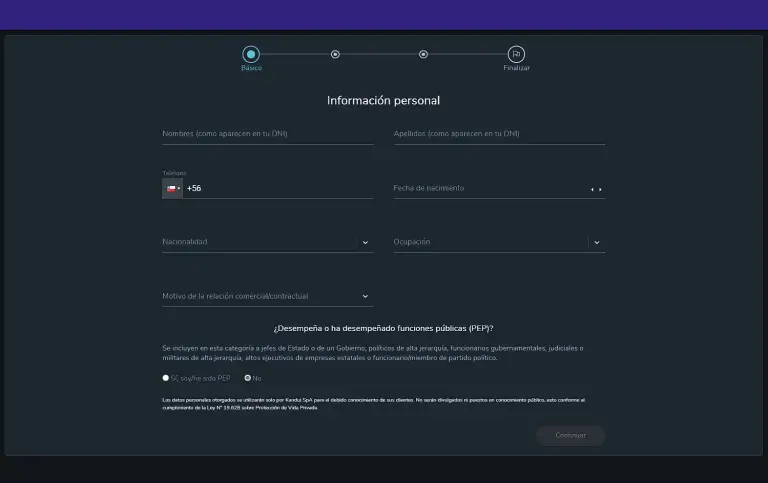 Básico
Finalizar
Información personal
Nombres (como aparecen en tu DNI)
Apellidos (como aparecen en tu DNI)
Teléfono
+56
Fecha de nacimiento
Nacionalidad
Ocupación
Motivo de la relación comercial/contractual
¿Desempeña o ha desempeñado funciones públicas (PEP)?
Se incluyen en esta categoría a jefes de Estado o de un Gobierno, políticos de alta jerarquía, funcionarios gubernamentales, judiciales o
militares de alta jerarquía, altos ejecutivos de empresas estatales o funcionario/miembro de partido político.
Sí, soy/he sido PEP
No
Los datos personales otorgados se utilizarán solo por Kandui SpA para el debido conocimiento de sus clientes. No serán divulgados ni puestos en conocimiento público, esto conforme al
cumplimiento de la Ley N° 19.628 sobre Protección de Vida Privada.
Continuar